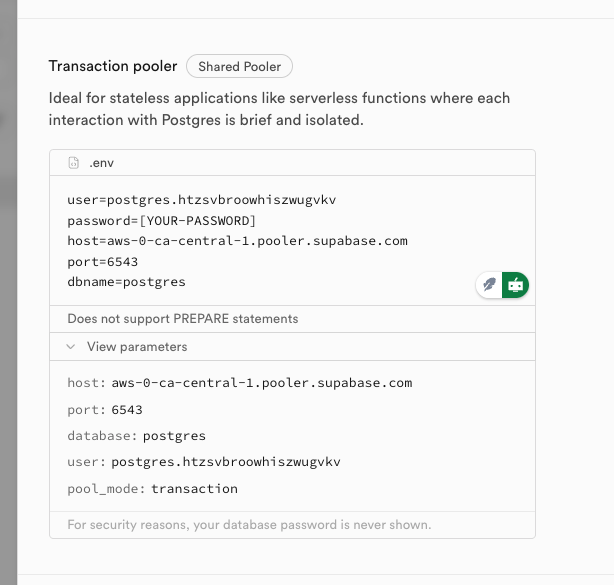 Transaction pooler Shared Pooler
Ideal for stateless applications like serverless functions where each
interaction with Postgres is brief and isolated.
.env
user=postgres.htzsvbroowhiszwugvkv
password=[YOUR-PASSWORD]
host=aws-0-ca-central-1.pooler.supabase.com
port=6543
dbname=postgres
Does not support PREPARE statements
View parameters
host: aws-0-ca-central-1.pooler.supabase.com
port: 6543
database: postgres
user: postgres.htzsvbroowhiszwugvkv
pool_mode: transaction
For security reasons, your database password is never shown.